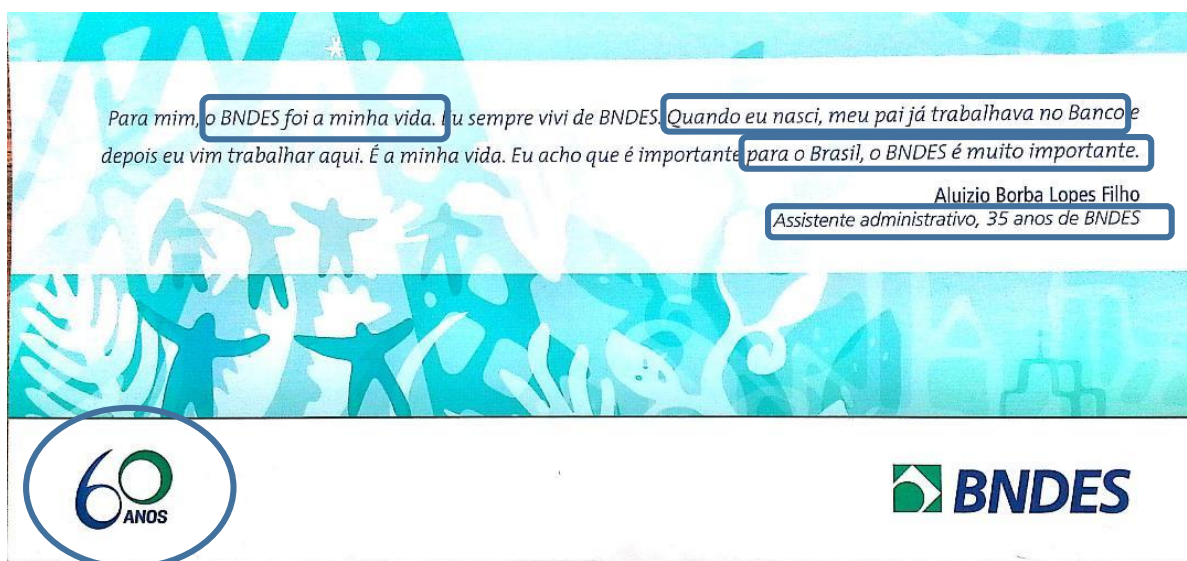 Para mim, o BNDES foi a minha vida. Eu sempre vivi de BNDES. Quando eu nasci, meu pai já trabalhava no Banco e
depois eu vim trabalhar aqui. É a minha vida. Eu acho que é importante para o Brasil, o BNDES é muito importante.
Aluizio Borba Lopes Filho
Assistente administrativo, 35 anos de BNDES
60
ANOS
BNDES